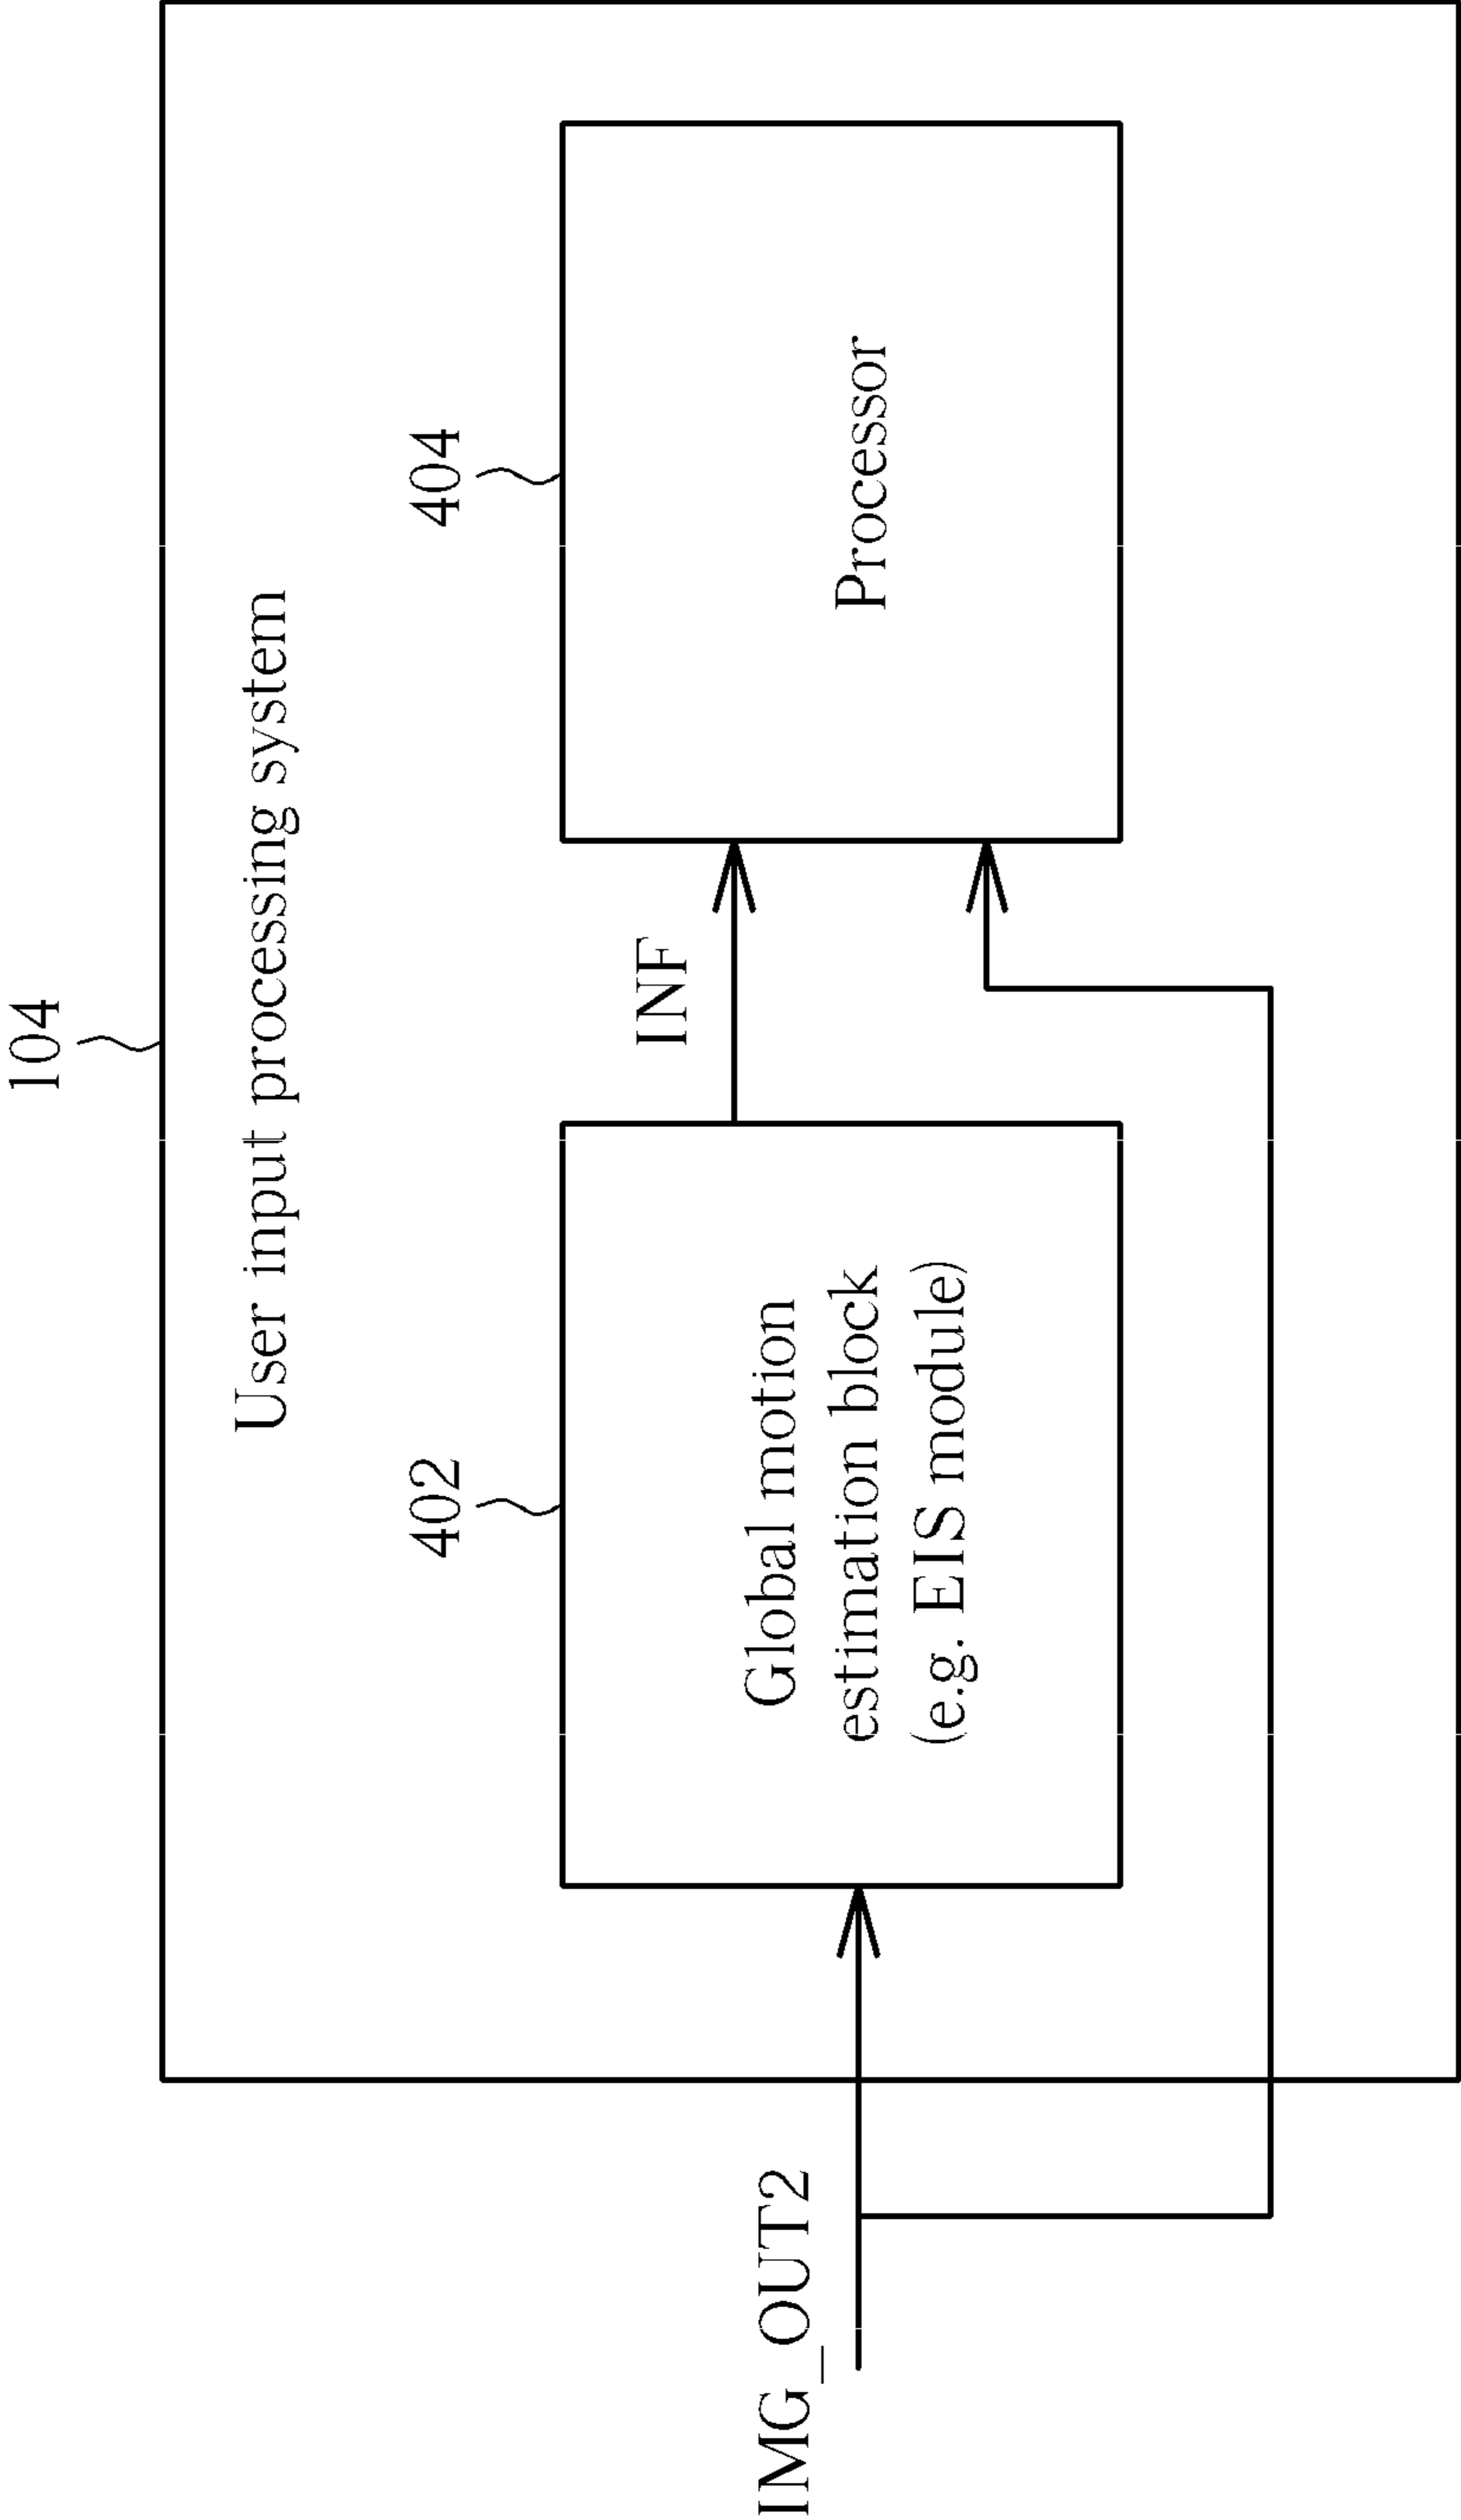 104
User input processing system
402
404
Global motion
estimation block
(e.g. EIS module)
INF
Processor
IMG_OUT2